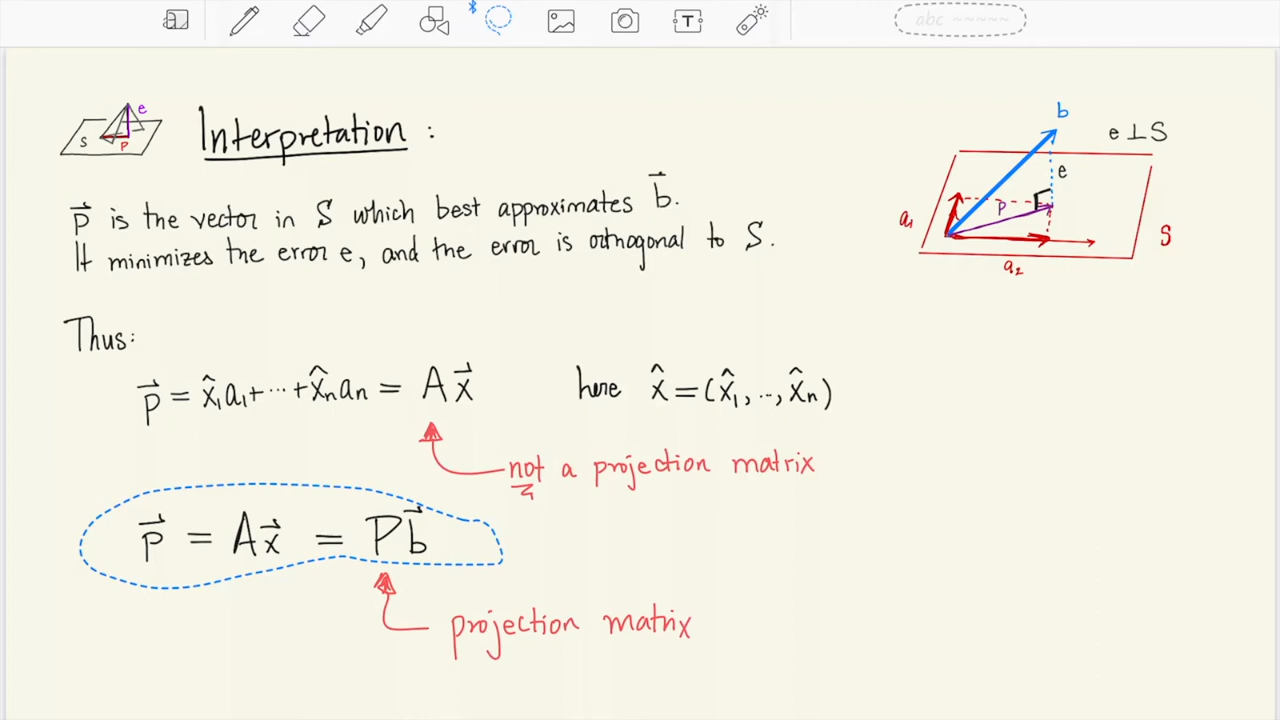 abc ~~~~~
e
S
P
Interpretation :
b
e ⊥ S
e
p
a₁
S
a₂
p⃗ is the vector in S which best approximates b⃗.
It minimizes the error e, and the error is orthogonal to S.
Thus:
p⃗ = x̂₁a₁+···+x̂ₙaₙ = Ax⃗ here x̂ = (x̂₁, .., x̂ₙ)
not a projection matrix
p⃗ = Ax⃗ = Pb⃗
projection matrix